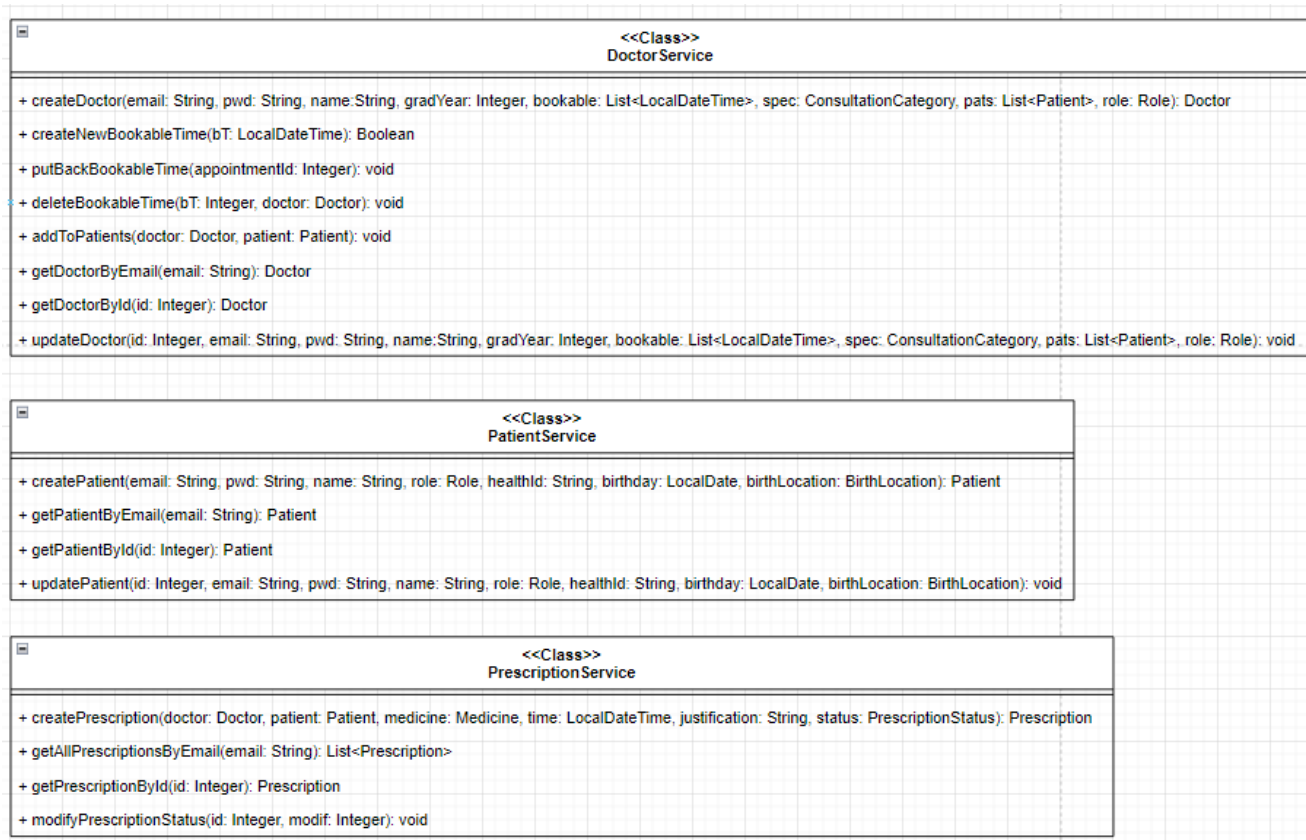 <<Class>>
DoctorService
+ createDoctor(email: String, pwd: String, name:String, gradYear: Integer, bookable: List<LocalDateTime>, spec: ConsultationCategory, pats: List<Patient>, role: Role): Doctor
+ createNewBookableTime(bT: LocalDateTime): Boolean
+ putBackBookableTime(appointmentId: Integer): void
+ deleteBookableTime(bT: Integer, doctor: Doctor): void
+ addToPatients(doctor: Doctor, patient: Patient): void
+ getDoctorByEmail(email: String): Doctor
+ getDoctorById(id: Integer): Doctor
+ updateDoctor(id: Integer, email: String, pwd: String, name:String, gradYear: Integer, bookable: List<LocalDateTime>, spec: ConsultationCategory, pats: List<Patient>, role: Role): void
<<Class>>
PatientService
+ createPatient(email: String, pwd: String, name: String, role: Role, healthId: String, birthday: LocalDate, birthLocation: BirthLocation): Patient
+ getPatientByEmail(email: String): Patient
+ getPatientById(id: Integer): Patient
+ updatePatient(id: Integer, email: String, pwd: String, name: String, role: Role, healthId: String, birthday: LocalDate, birthLocation: BirthLocation): void
<<Class>>
PrescriptionService
+ createPrescription(doctor: Doctor, patient: Patient, medicine: Medicine, time: LocalDateTime, justification: String, status: PrescriptionStatus): Prescription
+ getAllPrescriptionsByEmail(email: String): List<Prescription>
+ getPrescriptionById(id: Integer): Prescription
+ modifyPrescriptionStatus(id: Integer, modif: Integer): void